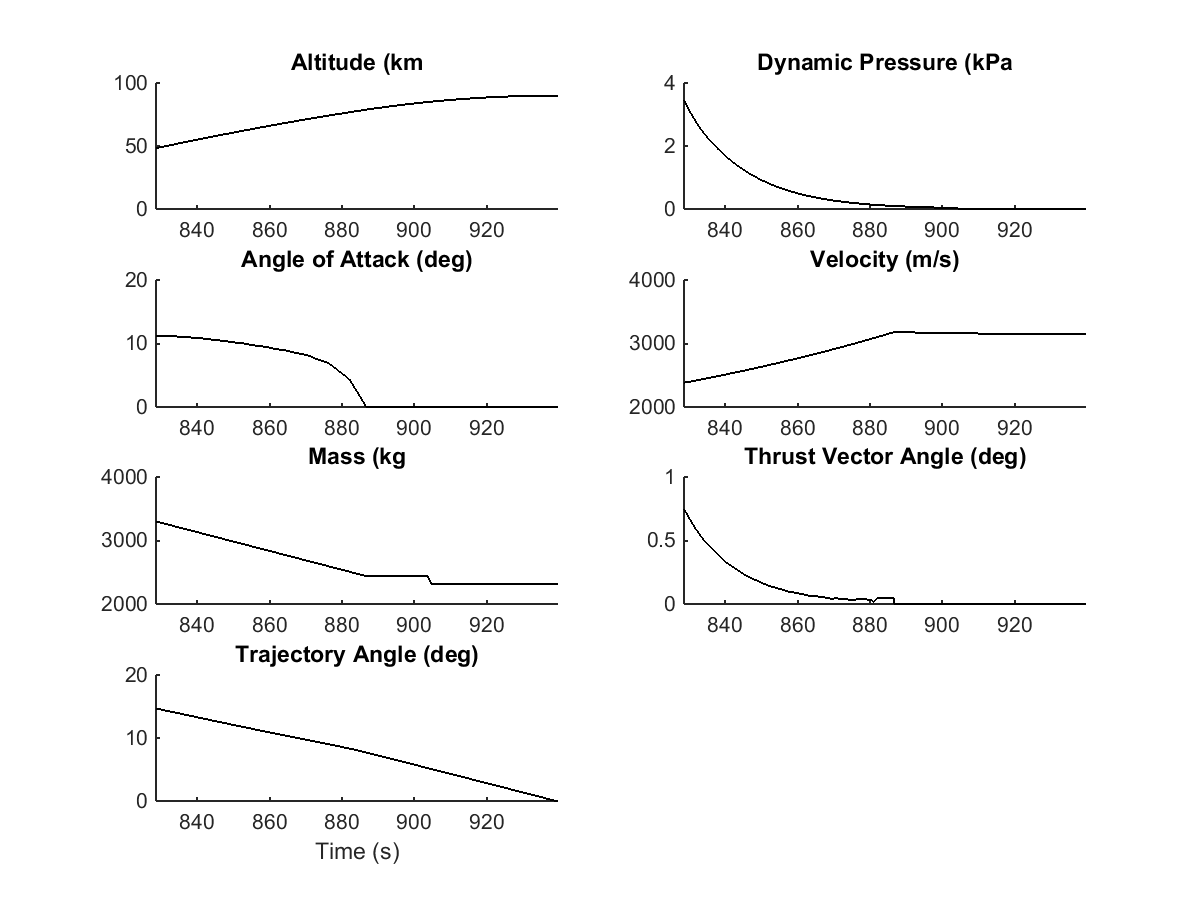 Altitude (km
100
50
0
840 860 880 900 920
Dynamic Pressure (kPa
4
2
0
840 860 880 900 920
Angle of Attack (deg)
20
10
0
840 860 880 900 920
Velocity (m/s)
4000
3000
2000
840 860 880 900 920
Mass (kg
4000
3000
2000
840 860 880 900 920
Thrust Vector Angle (deg)
1
0.5
0
840 860 880 900 920
Trajectory Angle (deg)
20
10
0
840 860 880 900 920
Time (s)